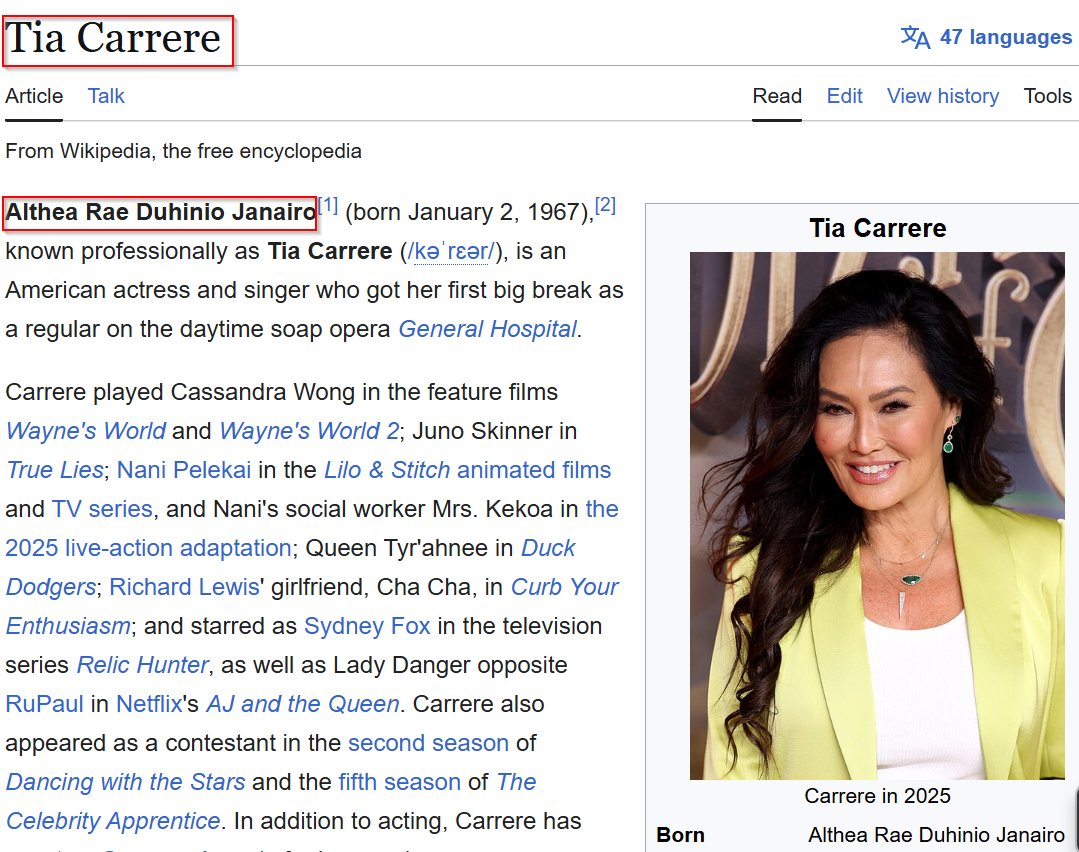 Tia Carrere
47 languages
Article Talk
Read Edit View history Tools
From Wikipedia, the free encyclopedia
Althea Rae Duhinio Janairo[1] (born January 2, 1967),[2]
known professionally as Tia Carrere (/kəˈrɛər/), is an
American actress and singer who got her first big break as
a regular on the daytime soap opera General Hospital.
Carrere played Cassandra Wong in the feature films
Wayne's World and Wayne's World 2; Juno Skinner in
True Lies; Nani Pelekai in the Lilo & Stitch animated films
and TV series, and Nani's social worker Mrs. Kekoa in the
2025 live-action adaptation; Queen Tyr'ahnee in Duck
Dodgers; Richard Lewis' girlfriend, Cha Cha, in Curb Your
Enthusiasm; and starred as Sydney Fox in the television
series Relic Hunter, as well as Lady Danger opposite
RuPaul in Netflix's AJ and the Queen. Carrere also
appeared as a contestant in the second season of
Dancing with the Stars and the fifth season of The
Celebrity Apprentice. In addition to acting, Carrere has
Tia Carrere
Carrere in 2025
Born Althea Rae Duhinio Janairo